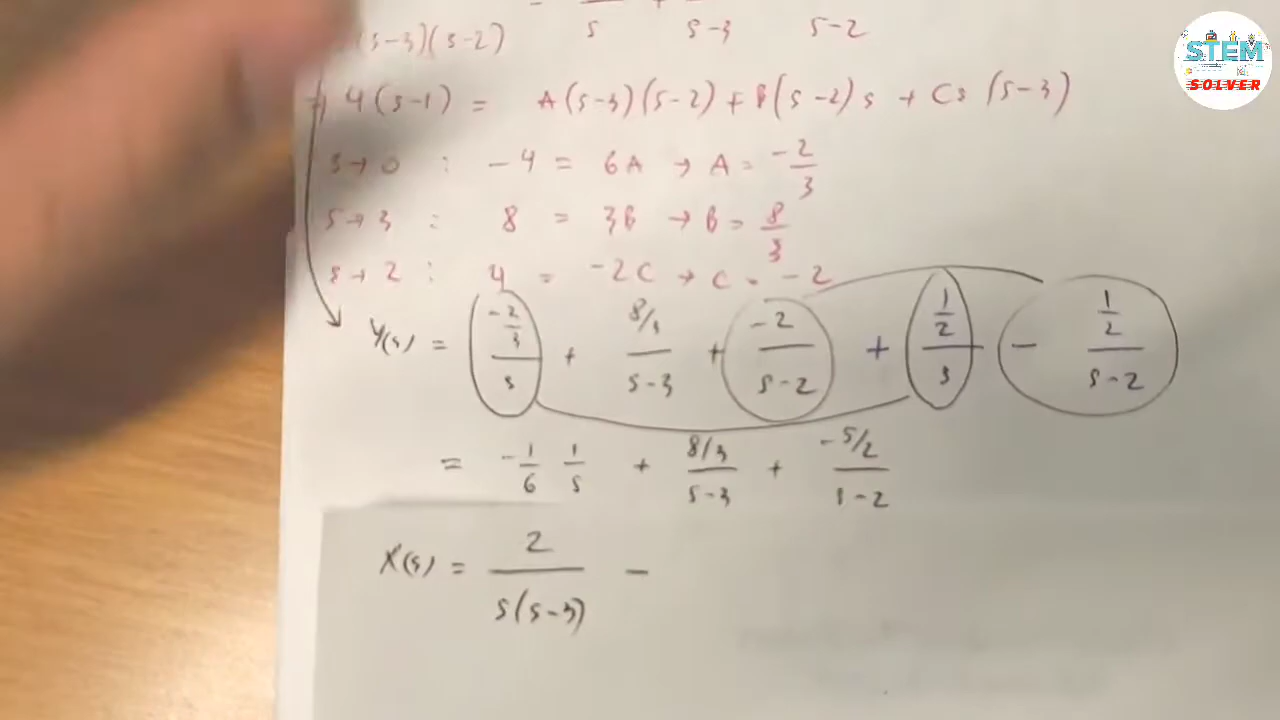 STEM
SOLVER
(s-3)(s-2) s s-3 s-2
4(s-1) = A(s-3)(s-2) + B(s-2)s + Cs(s-3)
s→0 : -4 = 6A → A = -2/3
s→3 : 8 = 3B → B = 8/3
s→2 : 4 = -2C → C = -2
Y(s) = (-2/3)/s + (8/3)/(s-3) + -2/(s-2) + (1/2)/s - (1/2)/(s-2)
= -1/6 1/s + (8/3)/(s-3) + (-5/2)/(s-2)
X(s) = 2/(s(s-3)) -